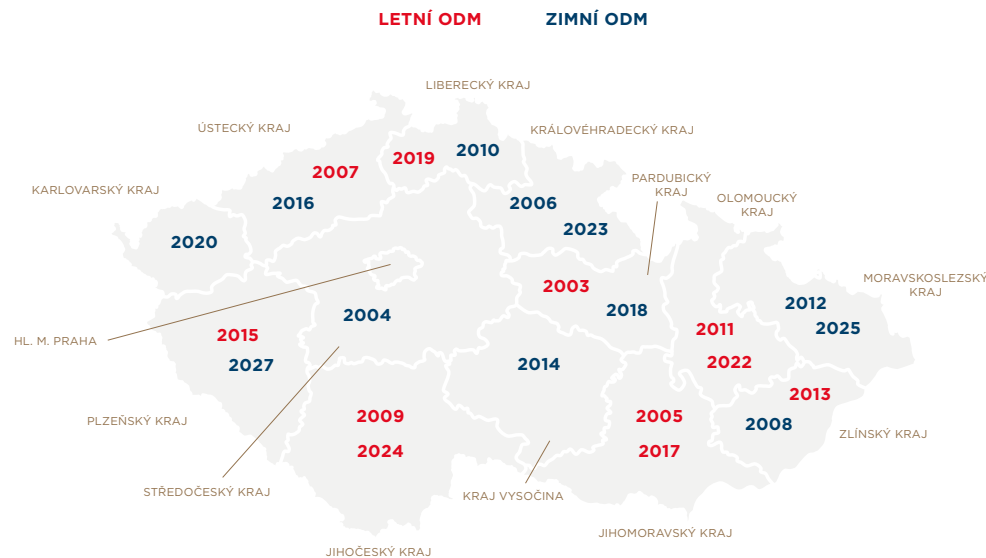 LETNÍ ODM
ZIMNÍ ODM
LIBERECKÝ KRAJ
ÚSTECKÝ KRAJ
KRÁLOVÉHRADECKÝ KRAJ
2007
2019
2010
PARDUBICKÝ
KRAJ
KARLOVARSKÝ KRAJ
OLOMOUCKÝ
KRAJ
2016
2006
2023
2020
MORAVSKOSLEZSKÝ
KRAJ
2003
2018
2012
2025
2004
2011
2022
HL. M. PRAHA
2015
2027
2014
2013
2008
PLZEŇSKÝ KRAJ
2009
2024
2005
2017
ZLÍNSKÝ KRAJ
STŘEDOČESKÝ KRAJ
KRAJ VYSOČINA
JIHOMORAVSKÝ KRAJ
JIHOČESKÝ KRAJ